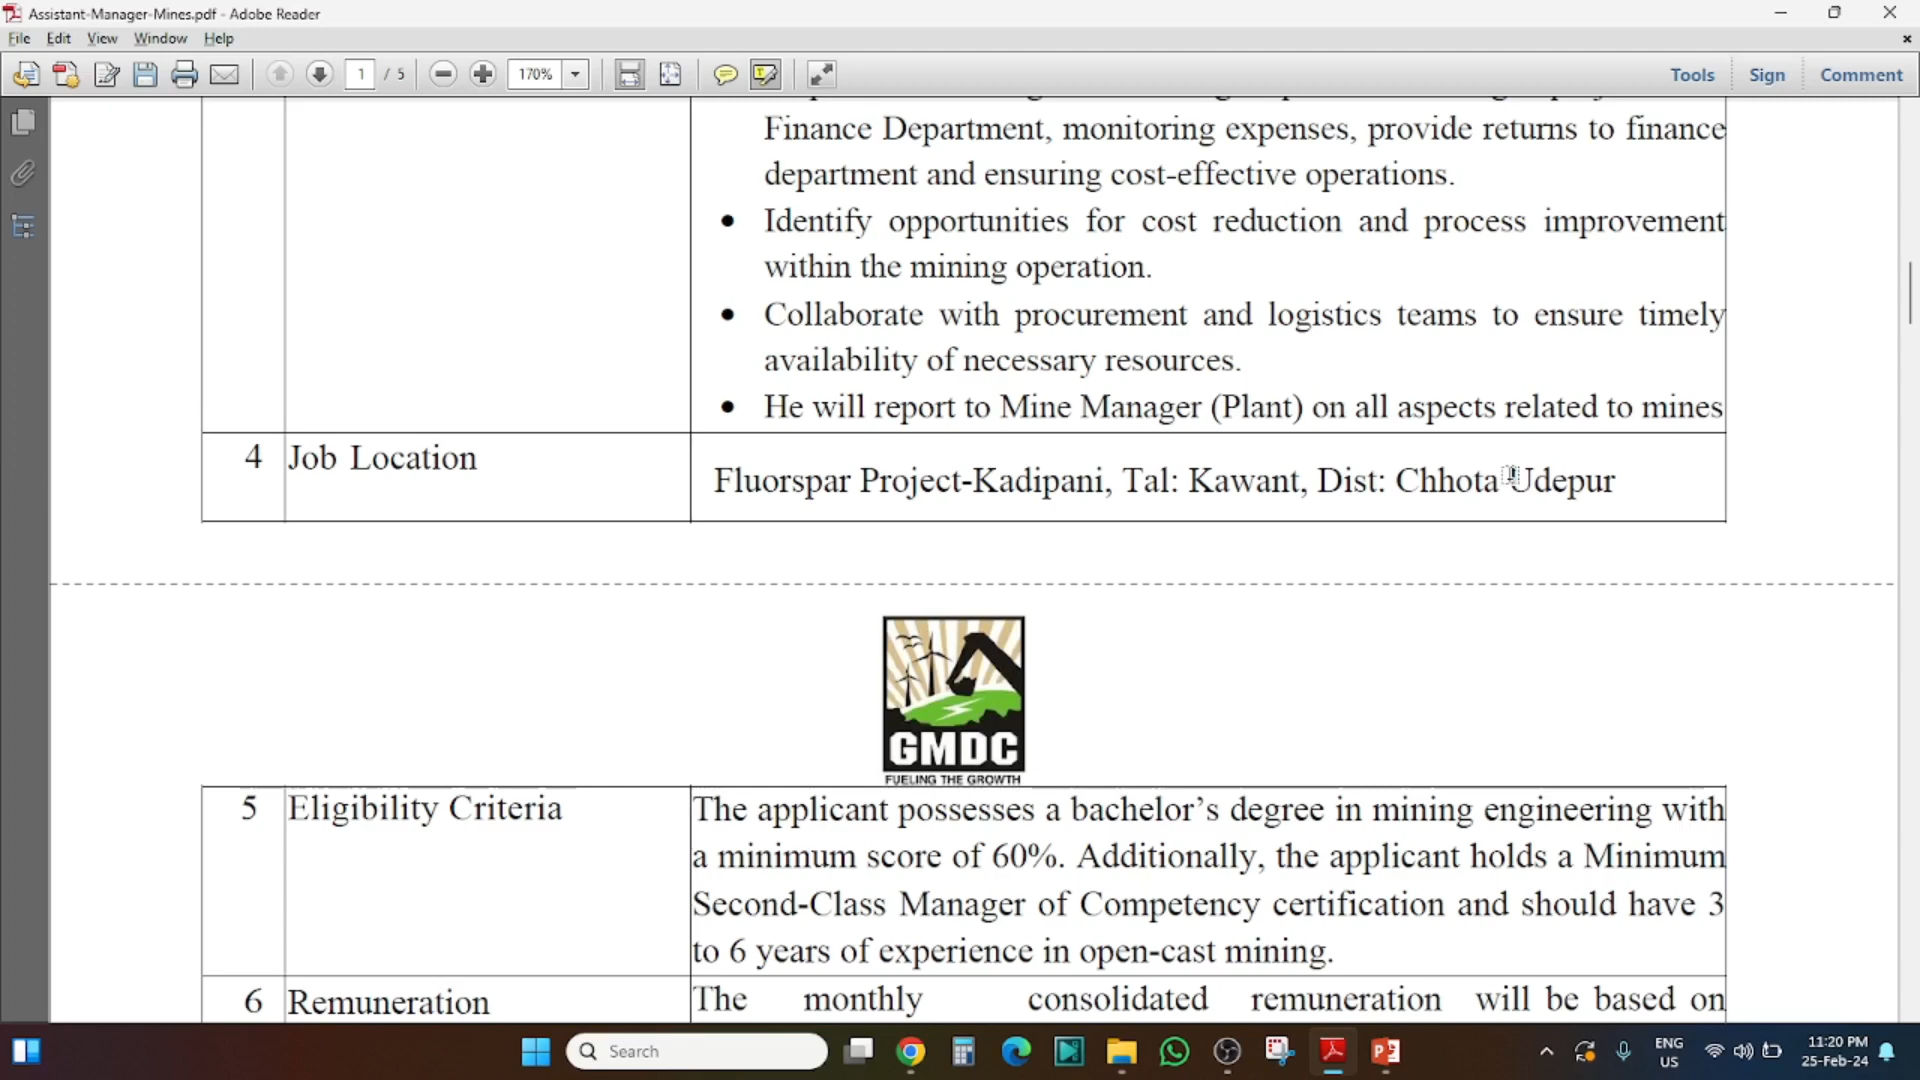 Assistant-Manager-Mines.pdf - Adobe Reader
File Edit View Window Help
1 / 5 170% Tools Sign Comment
Finance Department, monitoring expenses, provide returns to finance
department and ensuring cost-effective operations.
• Identify opportunities for cost reduction and process improvement
within the mining operation.
• Collaborate with procurement and logistics teams to ensure timely
availability of necessary resources.
• He will report to Mine Manager (Plant) on all aspects related to mines
4 Job Location
Fluorspar Project-Kadipani, Tal: Kawant, Dist: Chhota Udepur
GMDC
FUELING THE GROWTH
5 Eligibility Criteria The applicant possesses a bachelor’s degree in mining engineering with
a minimum score of 60%. Additionally, the applicant holds a Minimum
Second-Class Manager of Competency certification and should have 3
to 6 years of experience in open-cast mining.
6 Remuneration The monthly consolidated remuneration will be based on
Search
ENG
US
11:20 PM
25-Feb-24